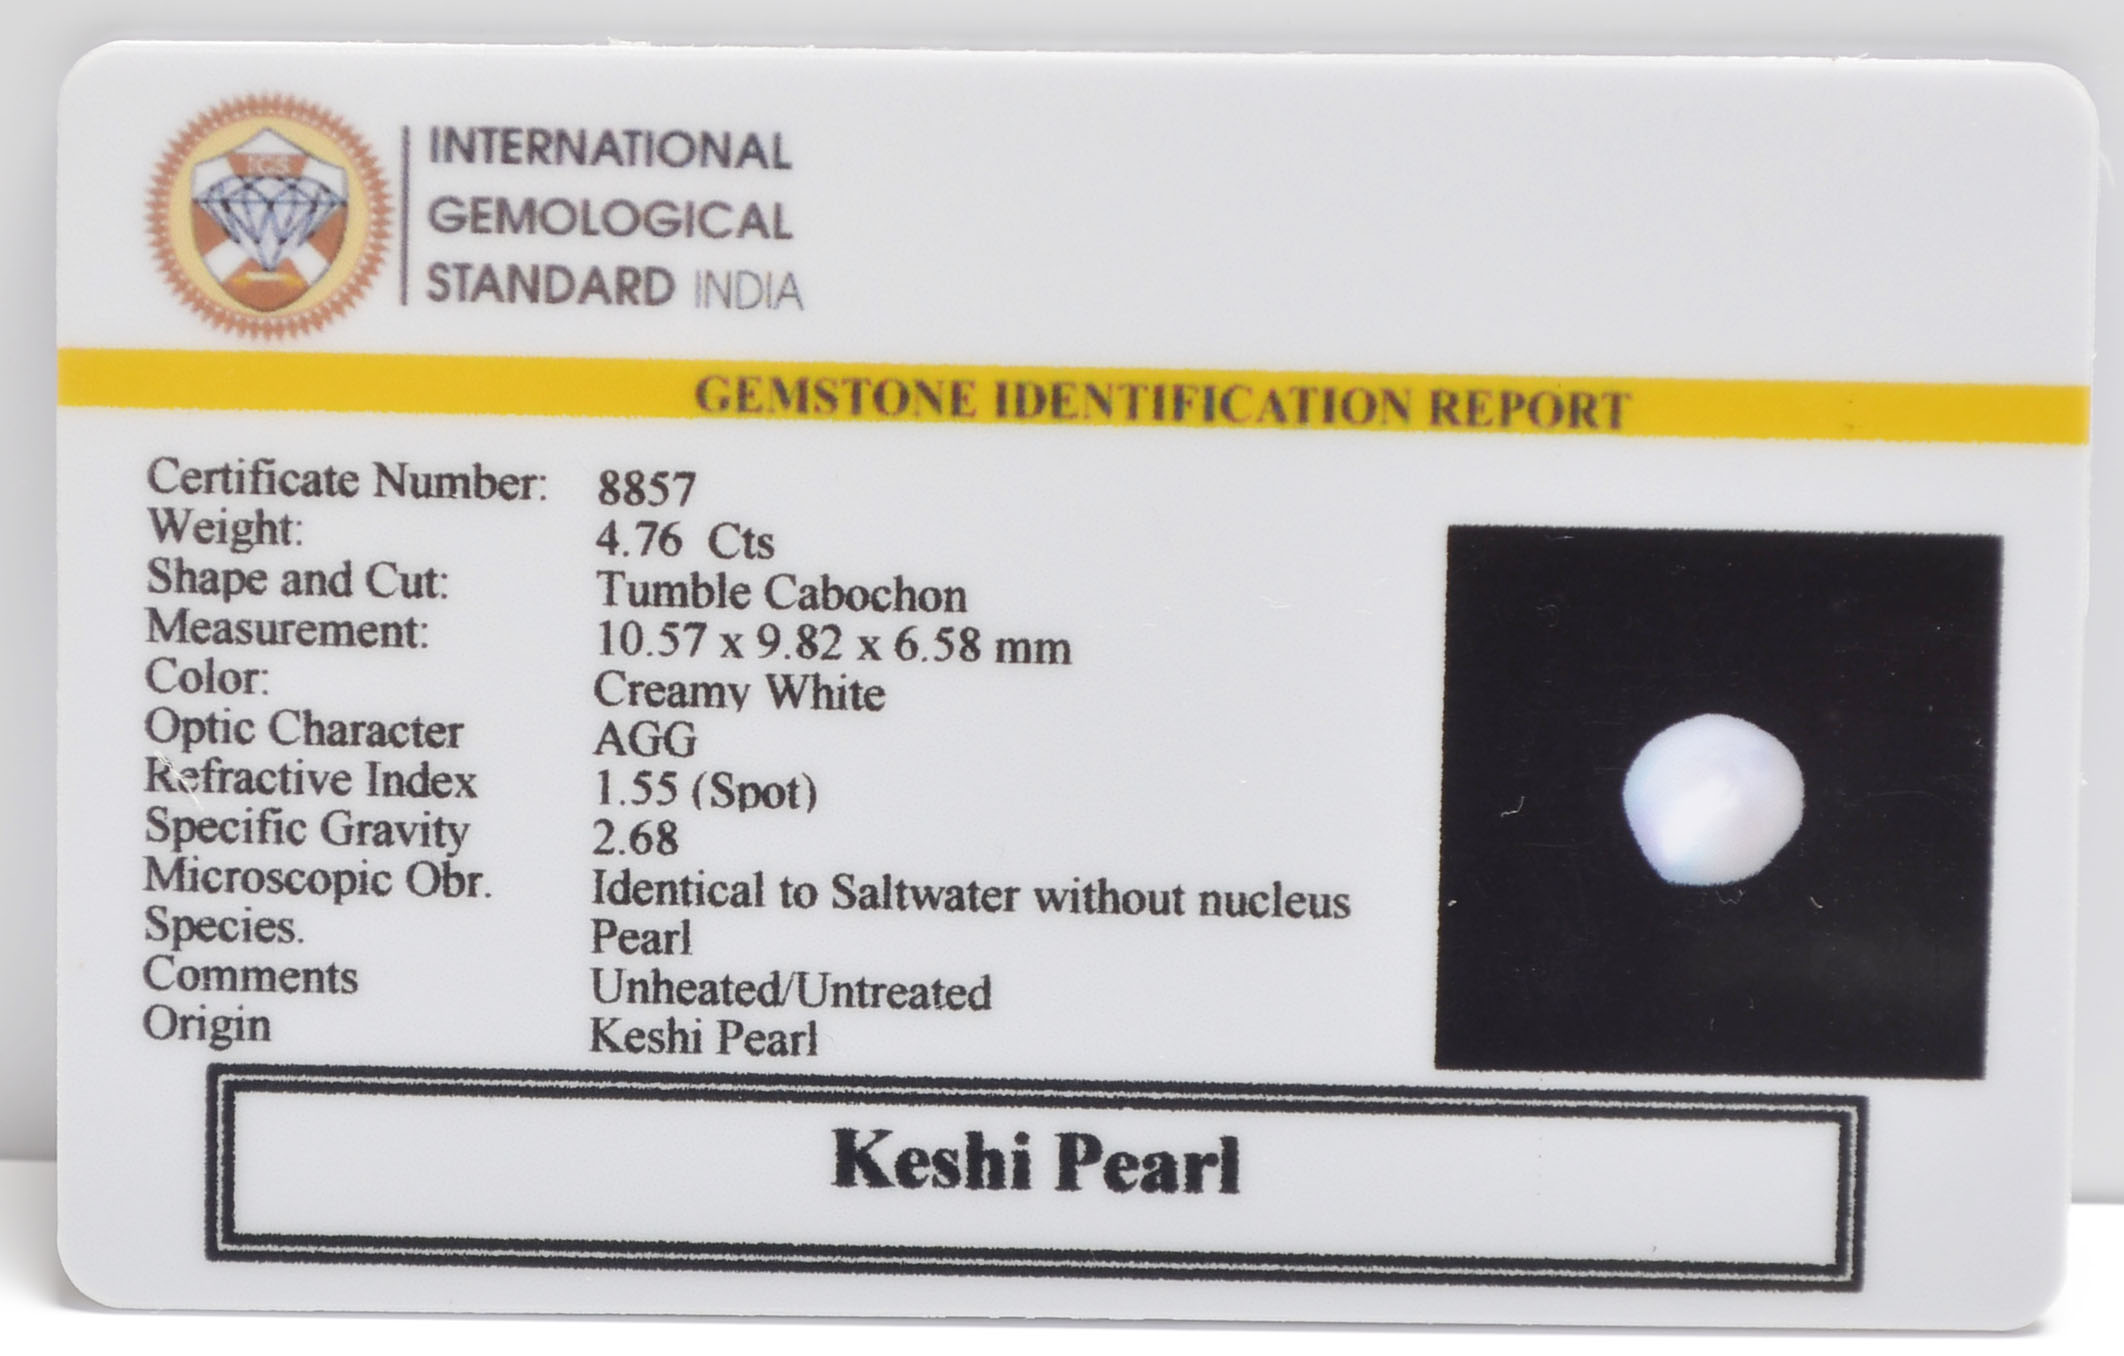 IGS
INTERNATIONAL
GEMOLOGICAL
STANDARD INDIA
GEMSTONE IDENTIFICATION REPORT
Certificate Number: 8857
Weight: 4.76 Cts
Shape and Cut: Tumble Cabochon
Measurement: 10.57 x 9.82 x 6.58 mm
Color: Creamy White
Optic Character AGG
Refractive Index 1.55 (Spot)
Specific Gravity 2.68
Microscopic Obr. Identical to Saltwater without nucleus
Species. Pearl
Comments Unheated/Untreated
Origin Keshi Pearl
Keshi Pearl